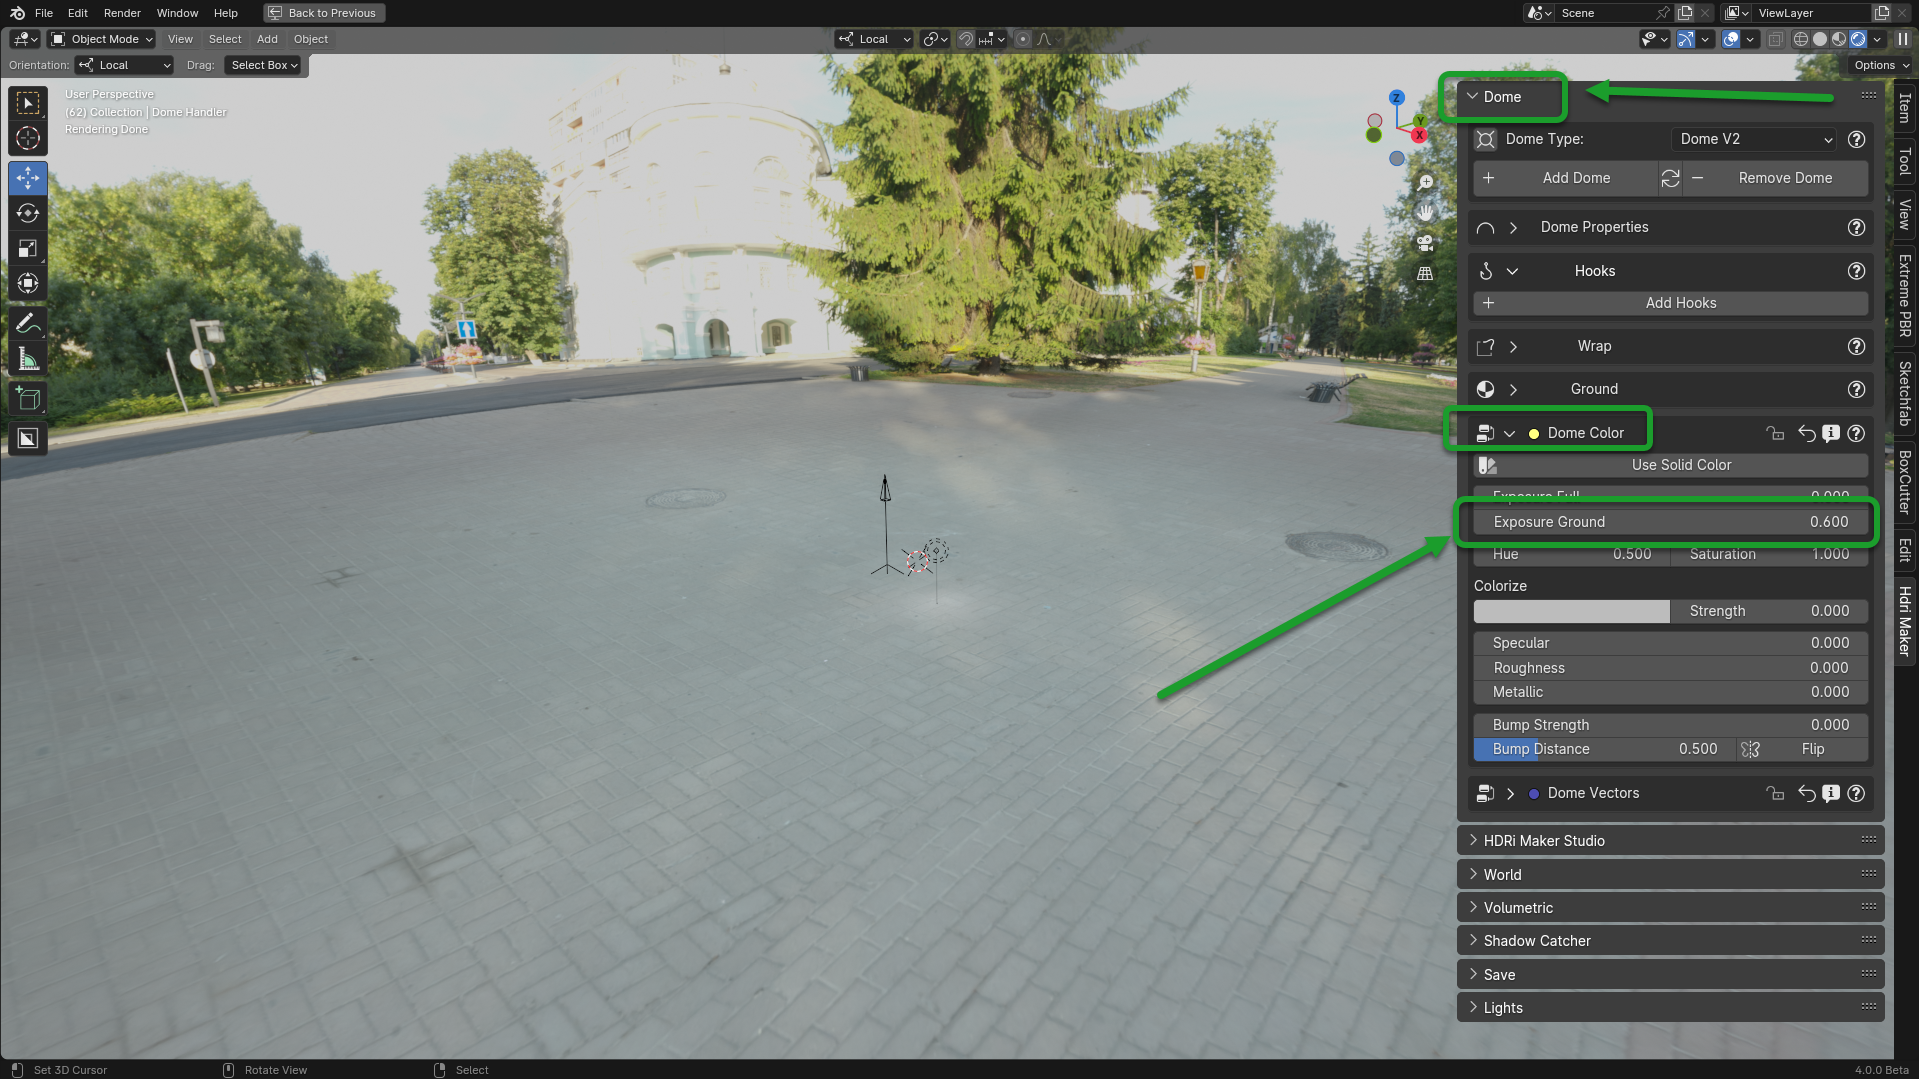 File Edit Render Window Help Back to Previous Scene ViewLayer
Object Mode View Select Add Object Local
Orientation: Local Drag: Select Box Options
User Perspective
(62) Collection | Dome Handler
Rendering Done
Z
Y
X
Dome
Dome Type: Dome V2
Add Dome Remove Dome
Dome Properties
Hooks
Add Hooks
Wrap
Ground
Dome Color
Use Solid Color
Exposure Full 0.000
Exposure Ground 0.600
Hue 0.500 Saturation 1.000
Colorize
Strength 0.000
Specular 0.000
Roughness 0.000
Metallic 0.000
Bump Strength 0.000
Bump Distance 0.500 Flip
Dome Vectors
HDRi Maker Studio
World
Volumetric
Shadow Catcher
Save
Lights
Item
Tool
View
Extreme PBR
Sketchfab
BoxCutter
Edit
Hdri Maker
Set 3D Cursor Rotate View Select 4.0.0 Beta